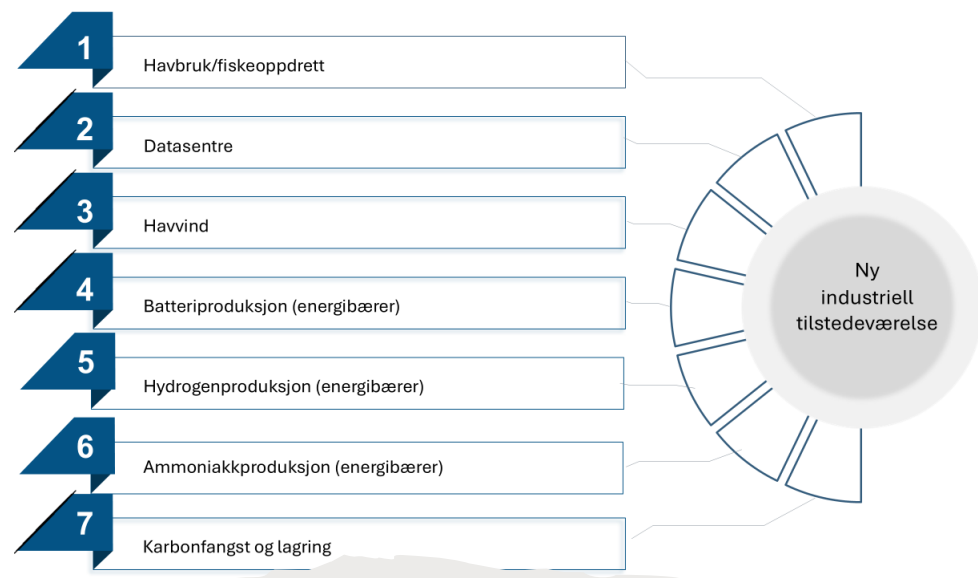 1
Havbruk/fiskeoppdrett
2
Datasentre
3
Havvind
4
Batteriproduksjon (energibærer)
5
Hydrogenproduksjon (energibærer)
6
Ammoniakkproduksjon (energibærer)
7
Karbonfangst og lagring
Ny
industriell
tilstedeværelse